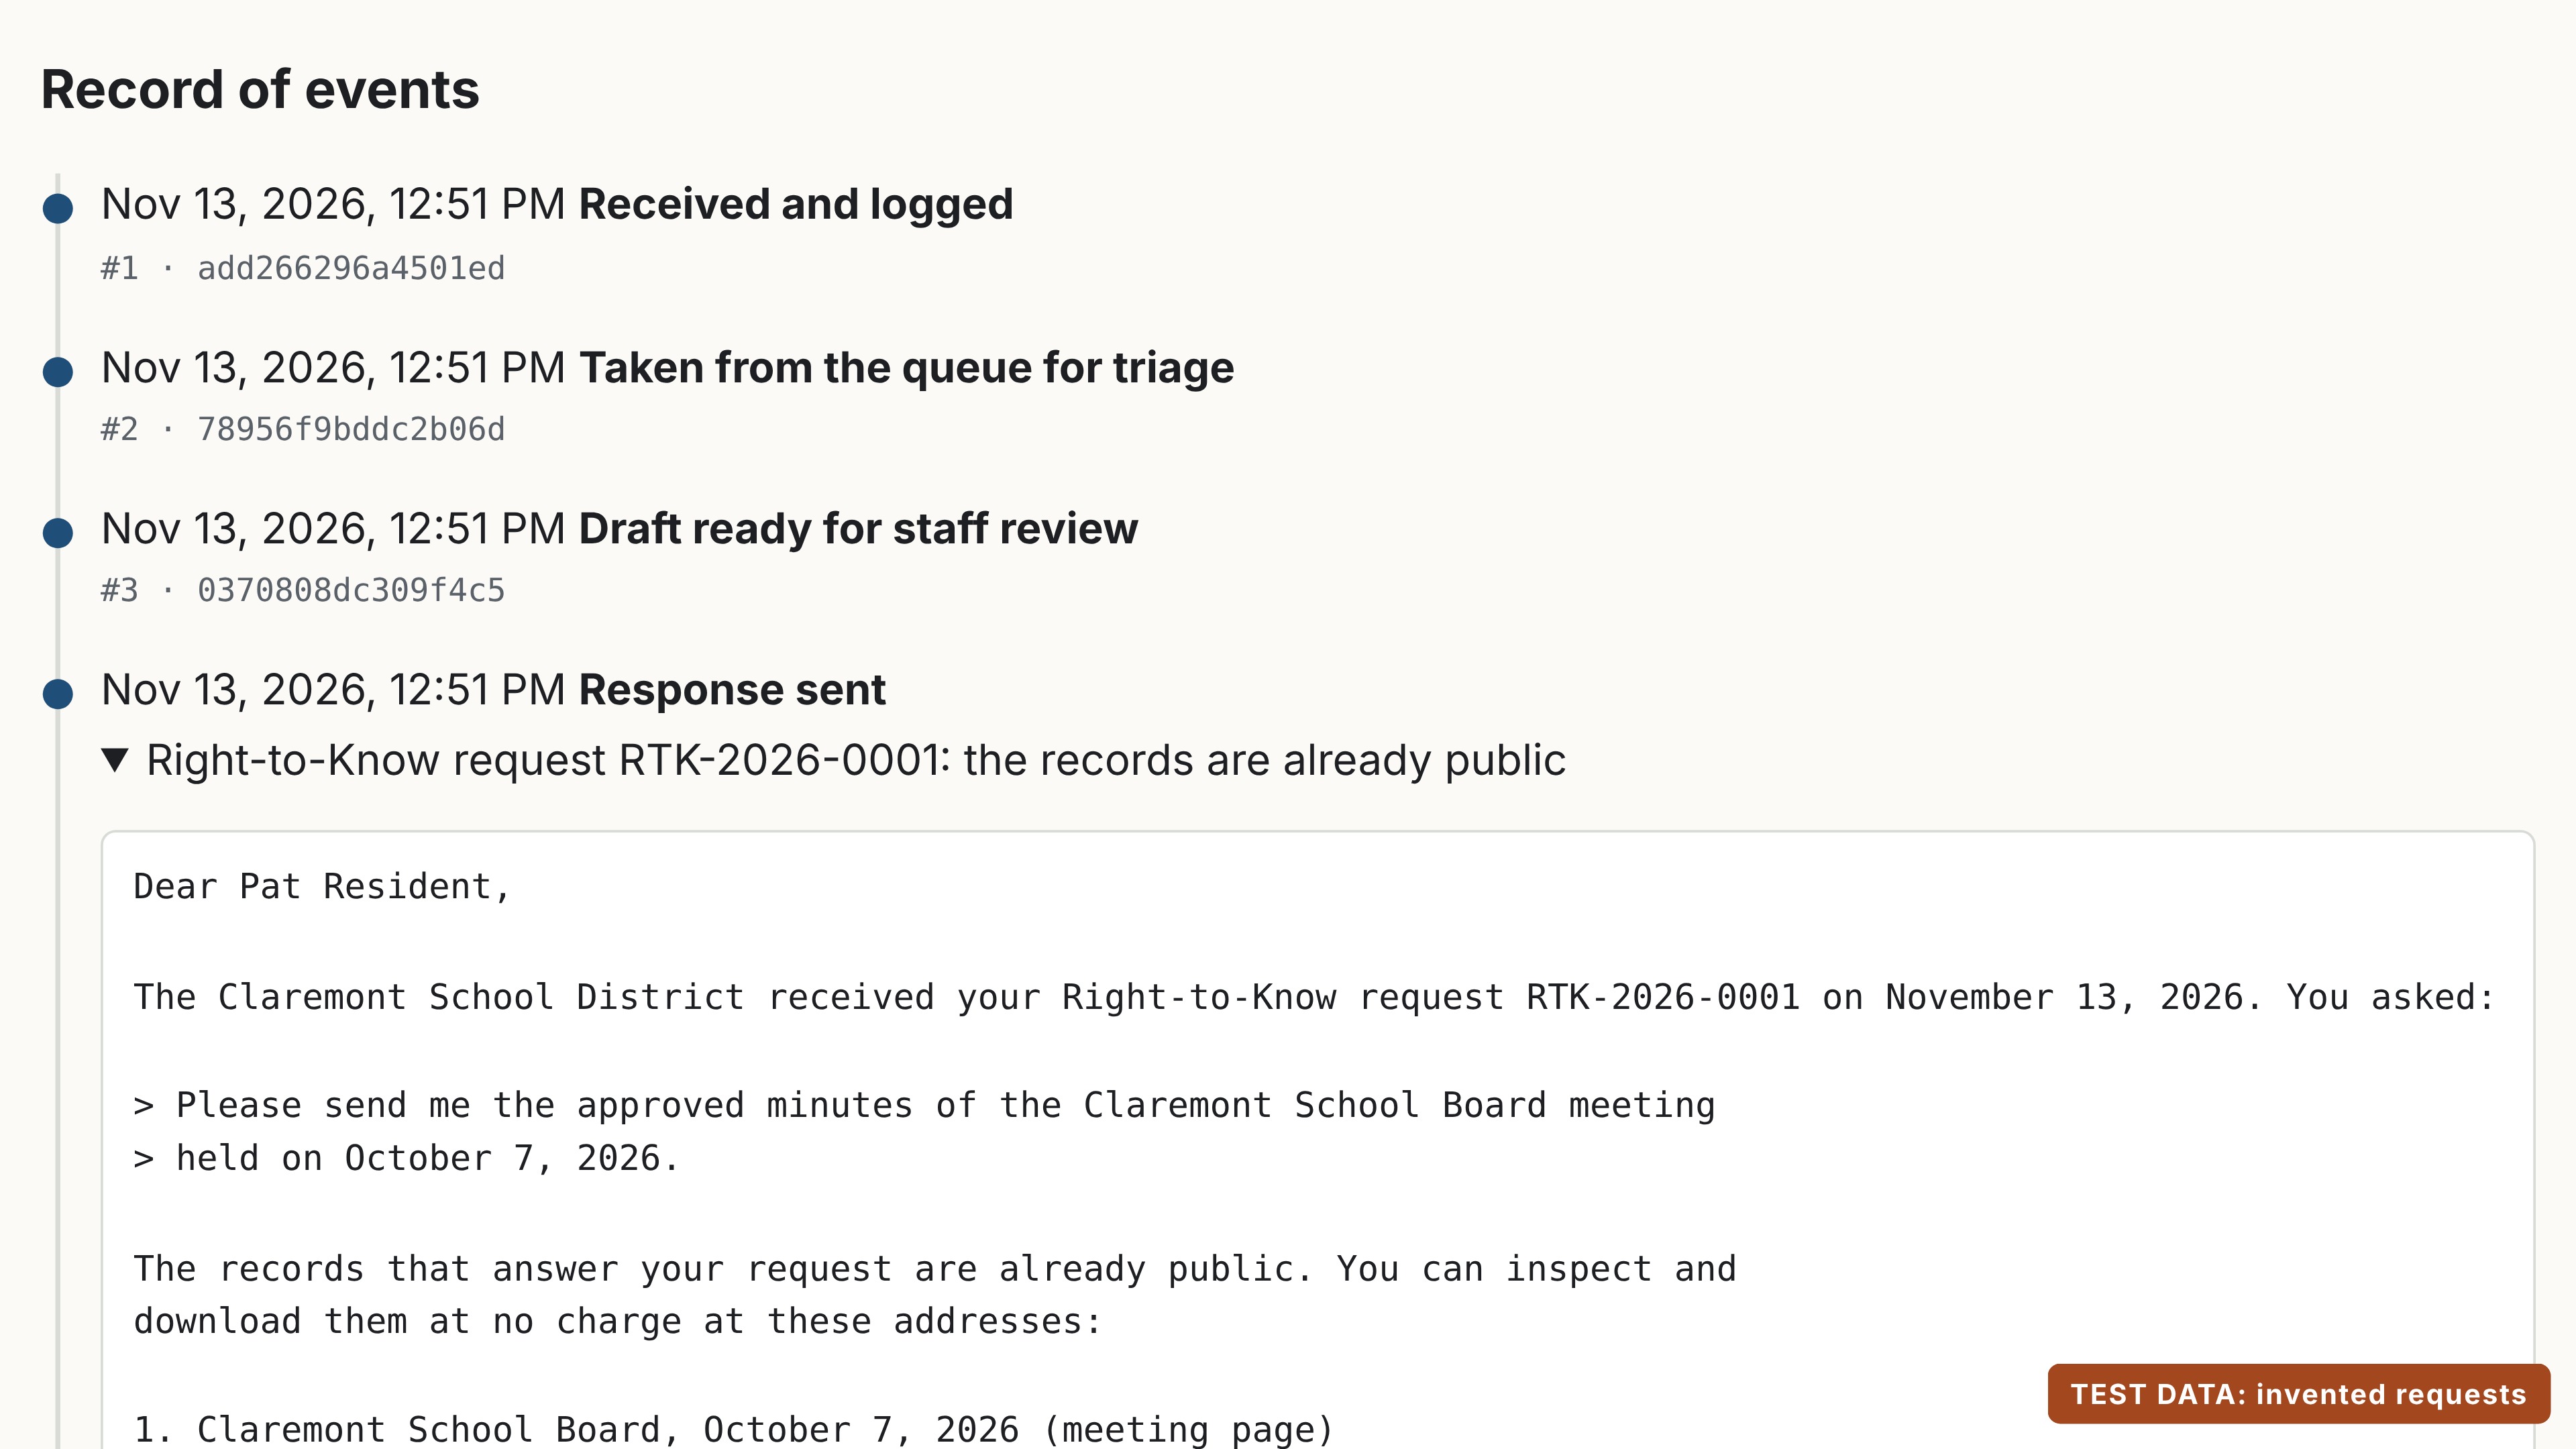 Record of events
Nov 13, 2026, 12:51 PM Received and logged
#1 · add266296a4501ed
Nov 13, 2026, 12:51 PM Taken from the queue for triage
#2 · 78956f9bddc2b06d
Nov 13, 2026, 12:51 PM Draft ready for staff review
#3 · 0370808dc309f4c5
Nov 13, 2026, 12:51 PM Response sent
▼ Right-to-Know request RTK-2026-0001: the records are already public
Dear Pat Resident,
The Claremont School District received your Right-to-Know request RTK-2026-0001 on November 13, 2026. You asked:
> Please send me the approved minutes of the Claremont School Board meeting
> held on October 7, 2026.
The records that answer your request are already public. You can inspect and
download them at no charge at these addresses:
1. Claremont School Board, October 7, 2026 (meeting page)
TEST DATA: invented requests